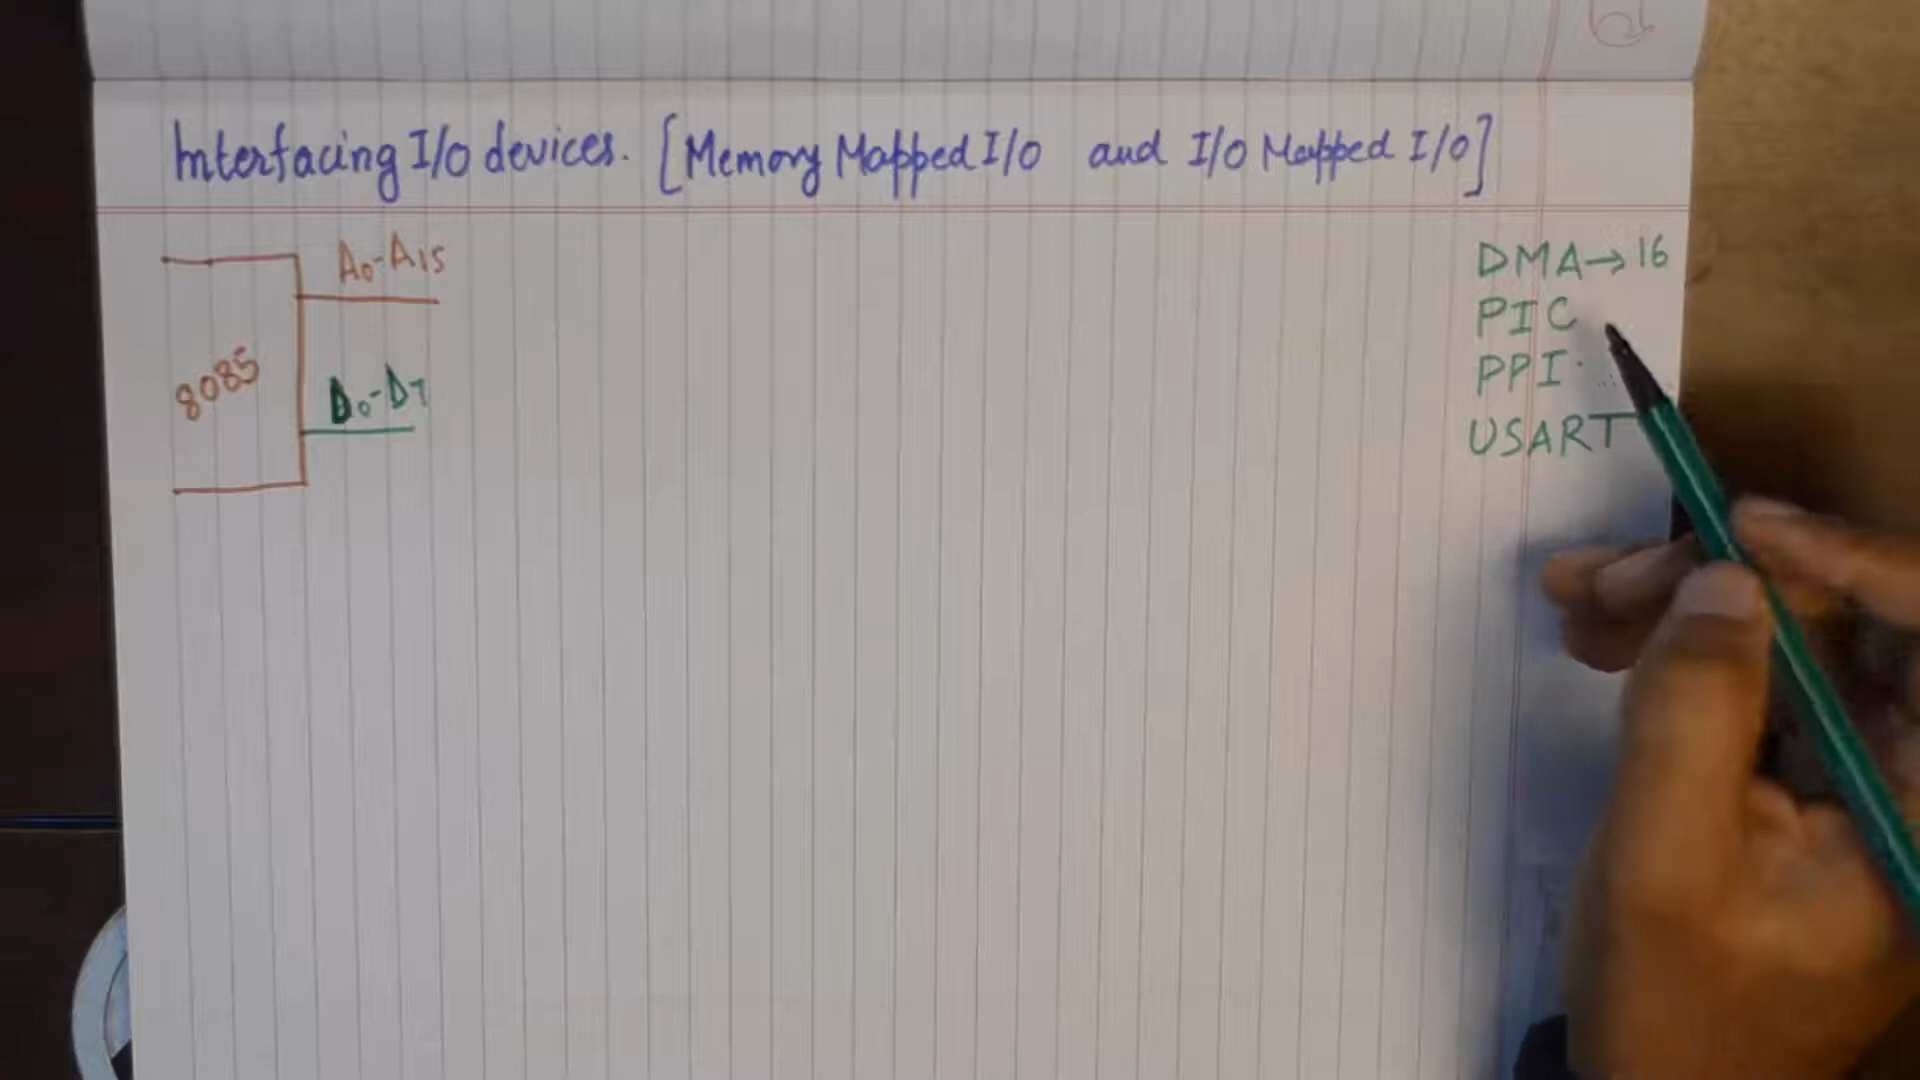 Interfacing I/O devices. [Memory Mapped I/O and I/O Mapped I/O]
A0-A15
8085
D0-D7
DMA→16
PIC
PPI
USART